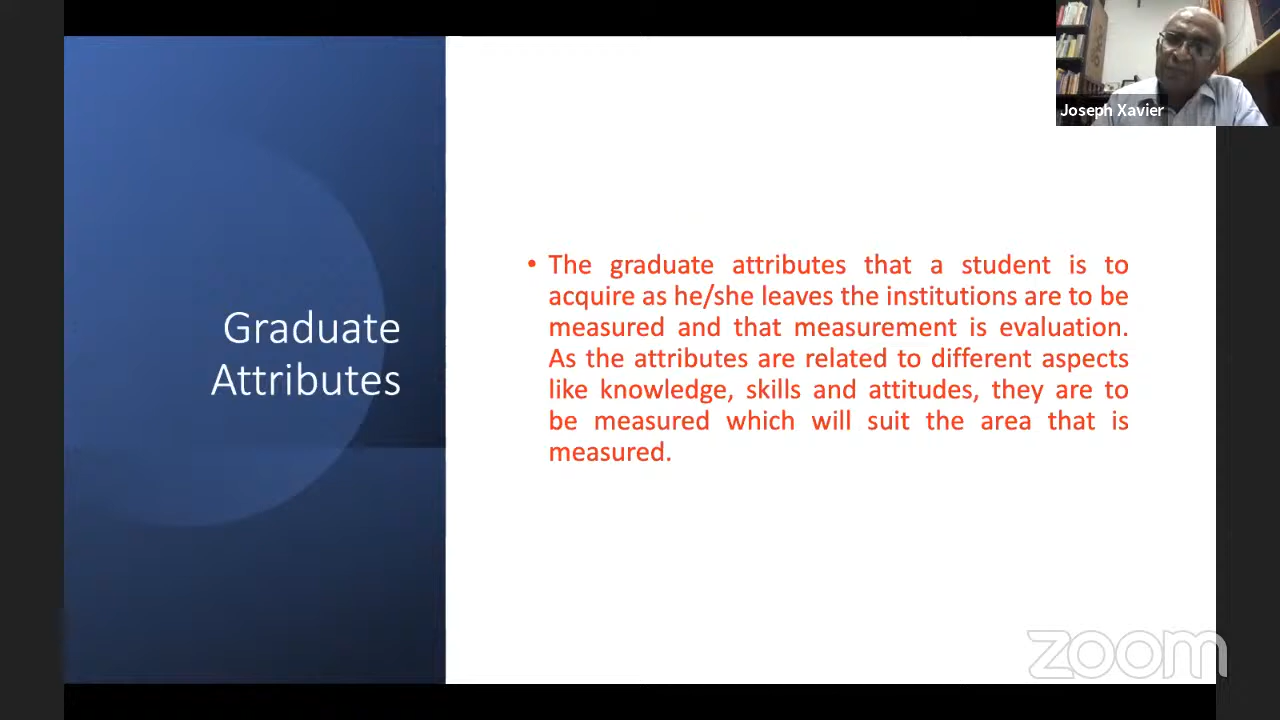 Joseph Xavier
Graduate
Attributes
• The graduate attributes that a student is to
acquire as he/she leaves the institutions are to be
measured and that measurement is evaluation.
As the attributes are related to different aspects
like knowledge, skills and attitudes, they are to
be measured which will suit the area that is
measured.
zoom